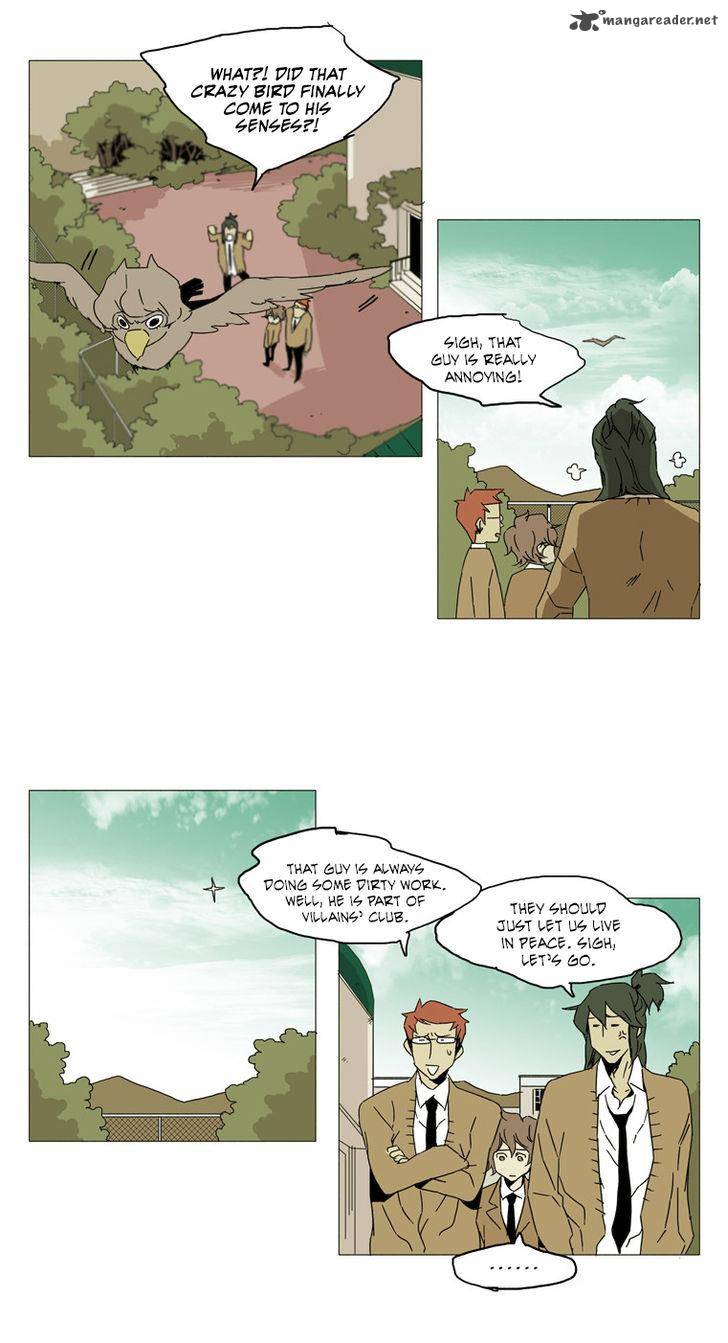 mangareader.net
WHAT?! DID THAT
CRAZY BIRD FINALLY
COME TO HIS
SENSES?!
SIGH, THAT
GUY IS REALLY
ANNOYING!
THAT GUY IS ALWAYS
DOING SOME DIRTY WORK.
WELL, HE IS PART OF
VILLAINS' CLUB.
THEY SHOULD
JUST LET US LIVE
IN PEACE. SIGH,
LET'S GO.
......